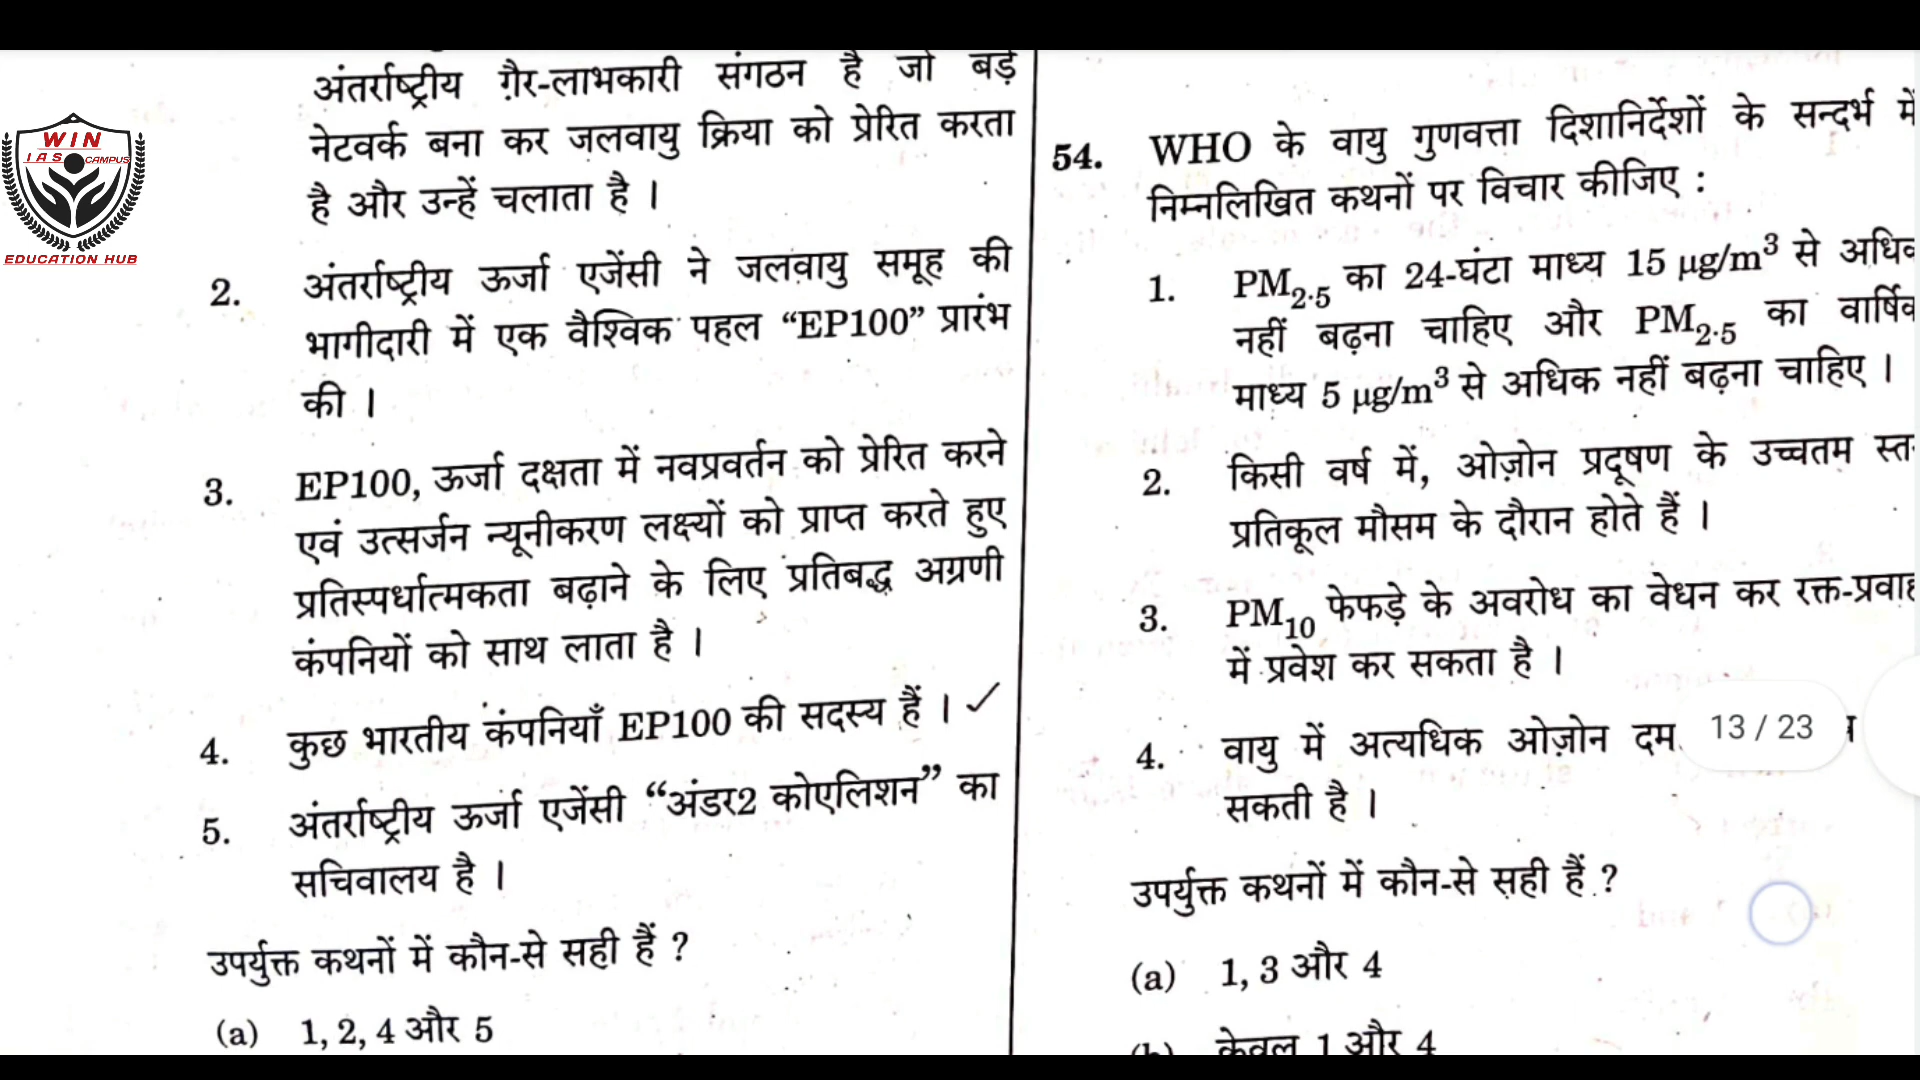 WIN
IAS CAMPUS
EDUCATION HUB
अंतर्राष्ट्रीय ग़ैर-लाभकारी संगठन है जो बड़े
नेटवर्क बना कर जलवायु क्रिया को प्रेरित करता
है और उन्हें चलाता है ।
2. अंतर्राष्ट्रीय ऊर्जा एजेंसी ने जलवायु समूह की
भागीदारी में एक वैश्विक पहल “EP100” प्रारंभ
की ।
3. EP100, ऊर्जा दक्षता में नवप्रवर्तन को प्रेरित करने
एवं उत्सर्जन न्यूनीकरण लक्ष्यों को प्राप्त करते हुए
प्रतिस्पर्धात्मकता बढ़ाने के लिए प्रतिबद्ध अग्रणी
कंपनियों को साथ लाता है ।
4. कुछ भारतीय कंपनियाँ EP100 की सदस्य हैं । ✓
5. अंतर्राष्ट्रीय ऊर्जा एजेंसी “अंडर2 कोएलिशन” का
सचिवालय है ।
उपर्युक्त कथनों में कौन-से सही हैं ?
(a) 1, 2, 4 और 5
54. WHO के वायु गुणवत्ता दिशानिर्देशों के सन्दर्भ में
निम्नलिखित कथनों पर विचार कीजिए :
1. PM2.5 का 24-घंटा माध्य 15 µg/m³ से अधिक
नहीं बढ़ना चाहिए और PM2.5 का वार्षिक
माध्य 5 µg/m³ से अधिक नहीं बढ़ना चाहिए ।
2. किसी वर्ष में, ओज़ोन प्रदूषण के उच्चतम
प्रतिकूल मौसम के दौरान होते हैं ।
3. PM10 फेफड़े के अवरोध का वेधन कर रक्त-प्रवाह
में प्रवेश कर सकता है ।
4. वायु में अत्यधिक ओज़ोन
सकती है ।
13 / 23
उपर्युक्त कथनों में कौन-से सही हैं ?
(a) 1, 3 और 4
(b) केवल 1 और 4